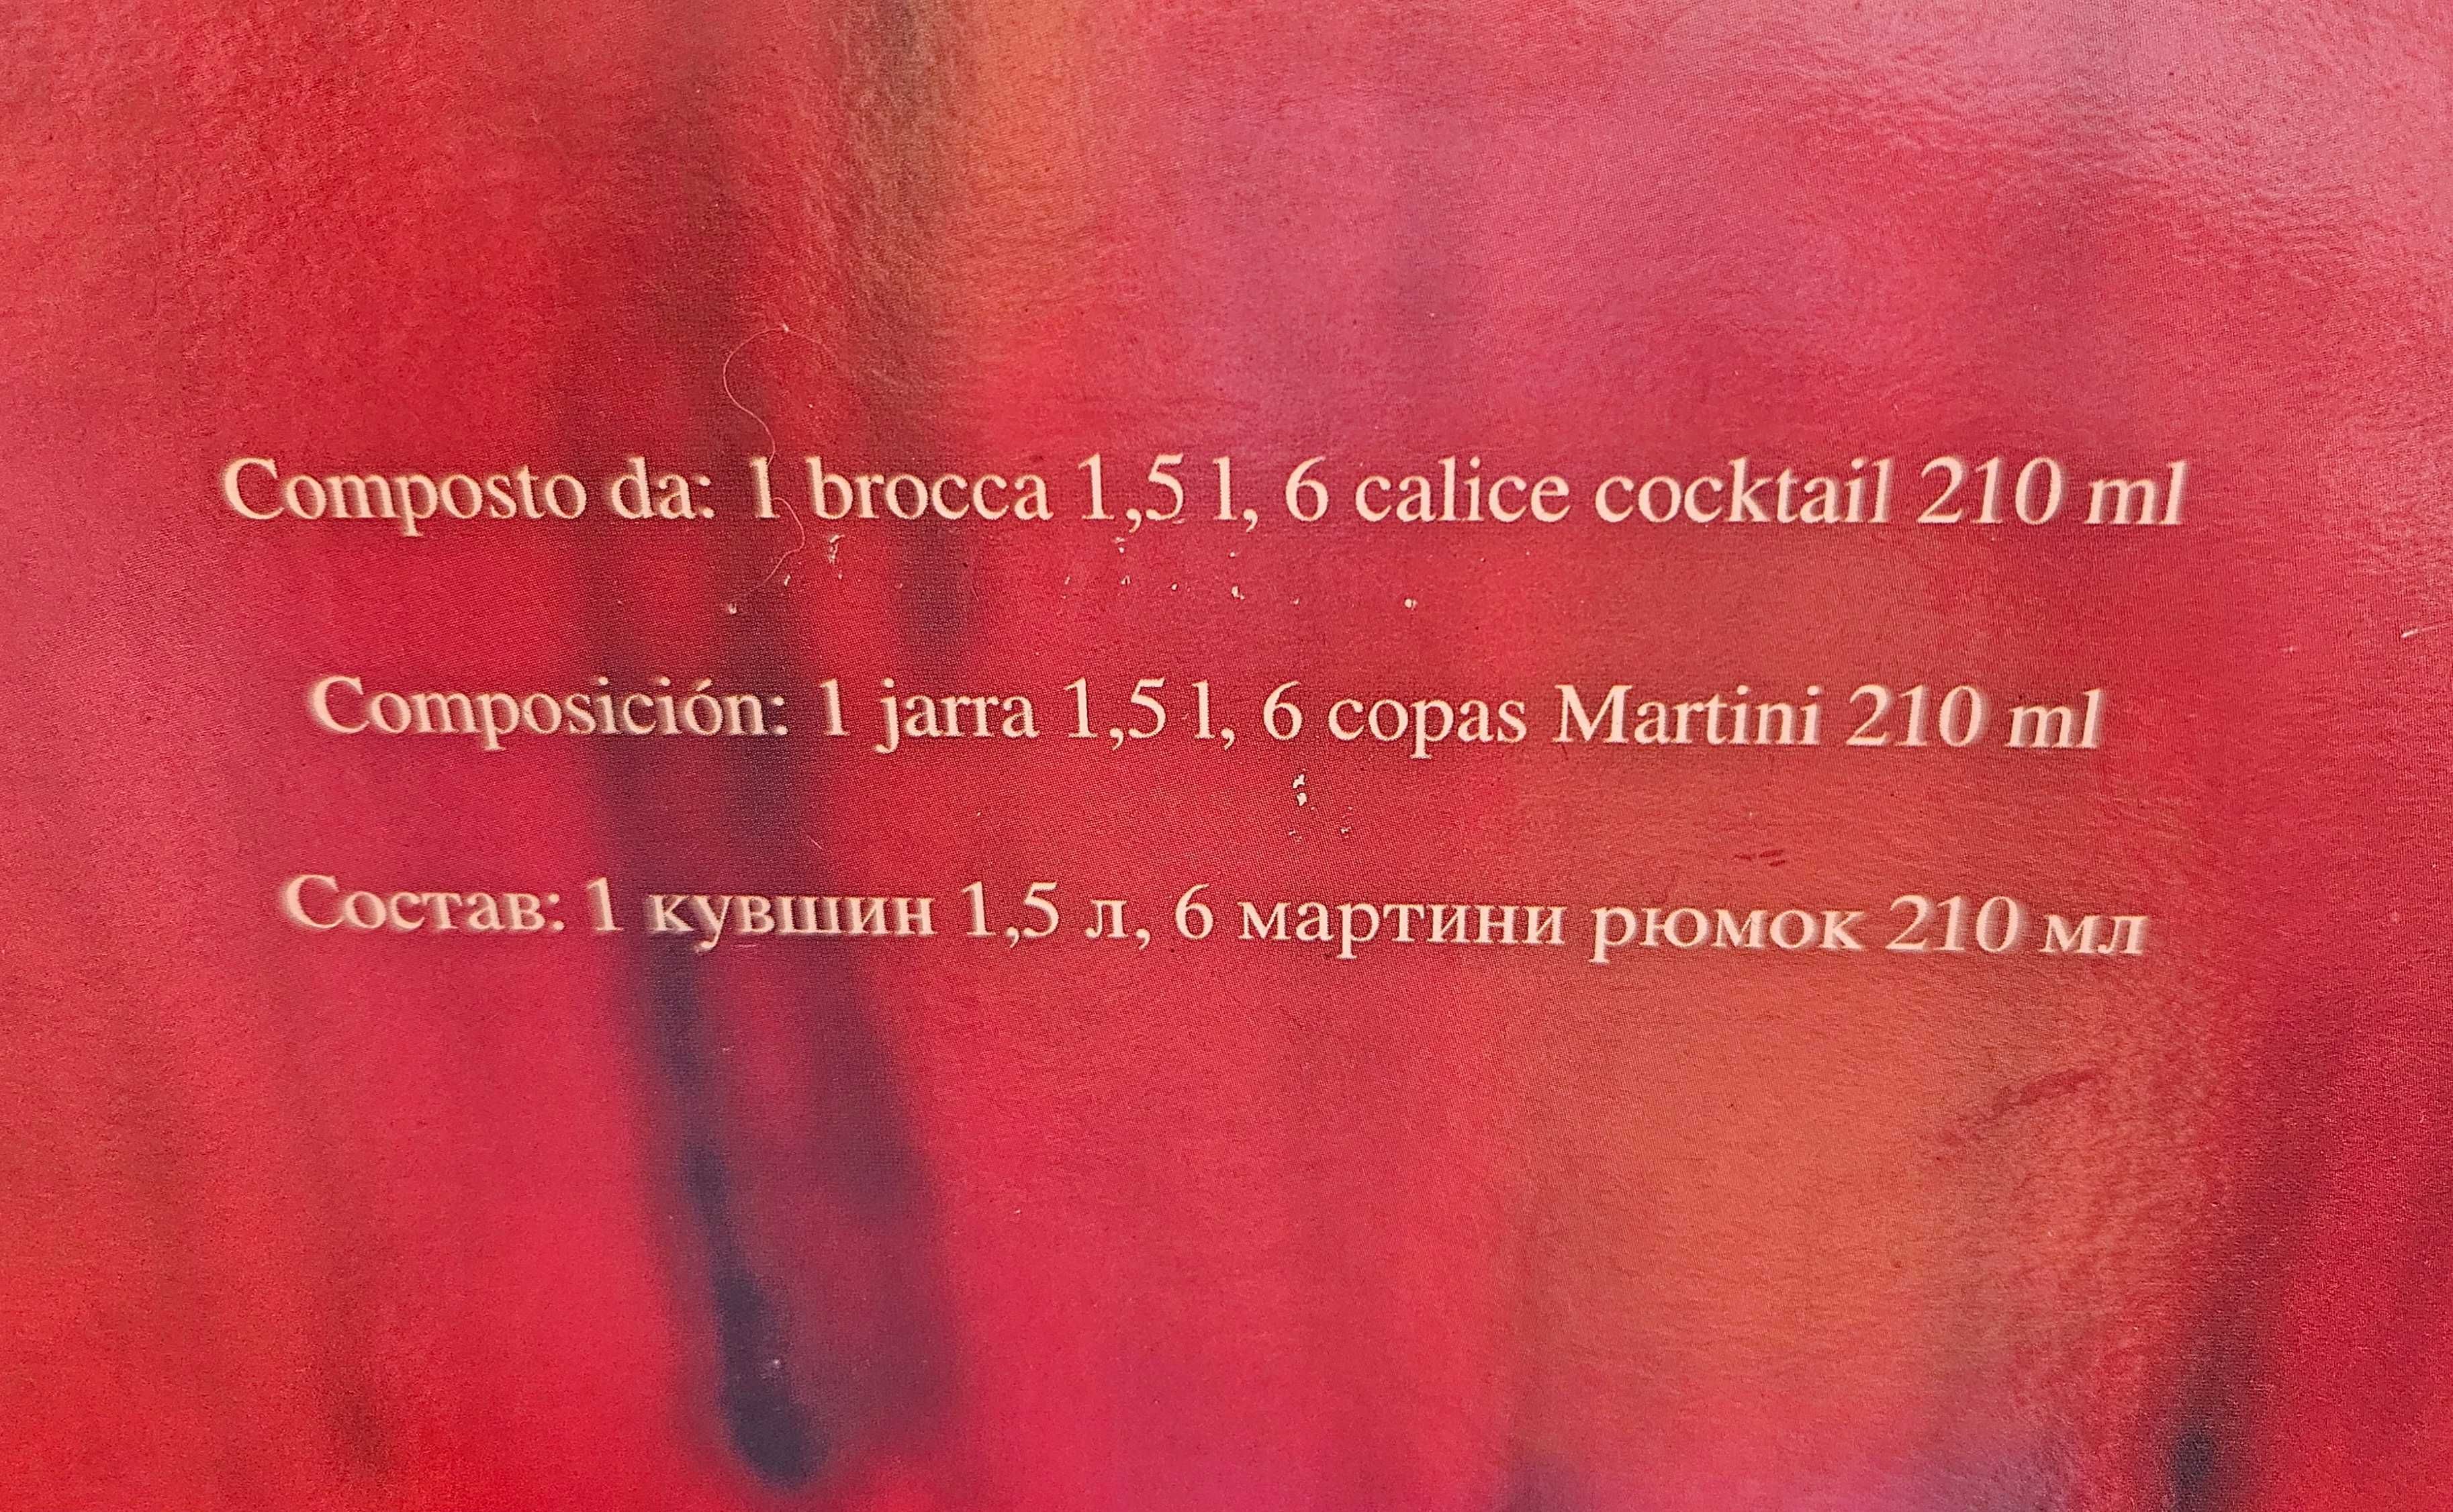 Composto da: 1 brocca 1,5 l, 6 calice cocktail 210 ml
Composición: 1 jarra 1,5 l, 6 copas Martini 210 ml
Состав: 1 кувшин 1,5 л, 6 мартини рюмок 210 мл